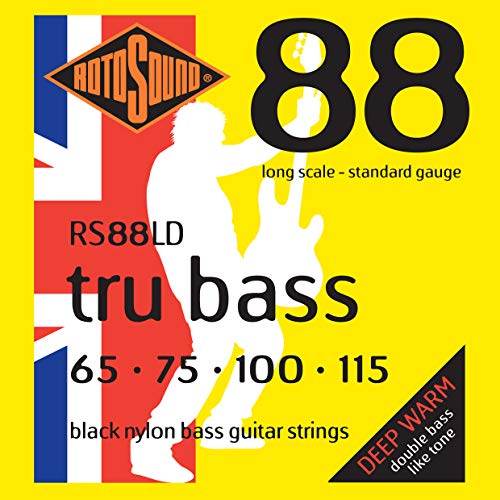 ROTOSOUND®
88
long scale - standard gauge
RS88LD
tru bass
65 · 75 · 100 · 115
black nylon bass guitar strings
DEEP WARM
double bass
like tone